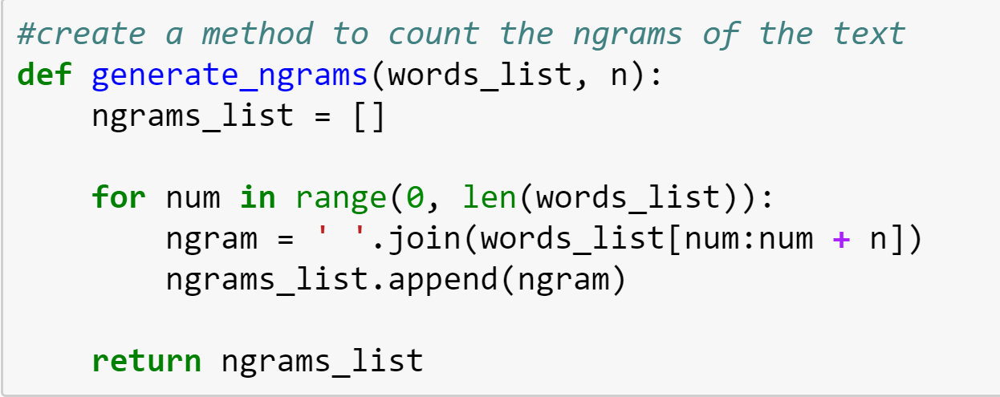 #create a method to count the ngrams of the text
def generate_ngrams(words_list, n):
    ngrams_list = []
    for num in range(0, len(words_list)):
        ngram = ' '.join(words_list[num:num + n])
        ngrams_list.append(ngram)
    return ngrams_list